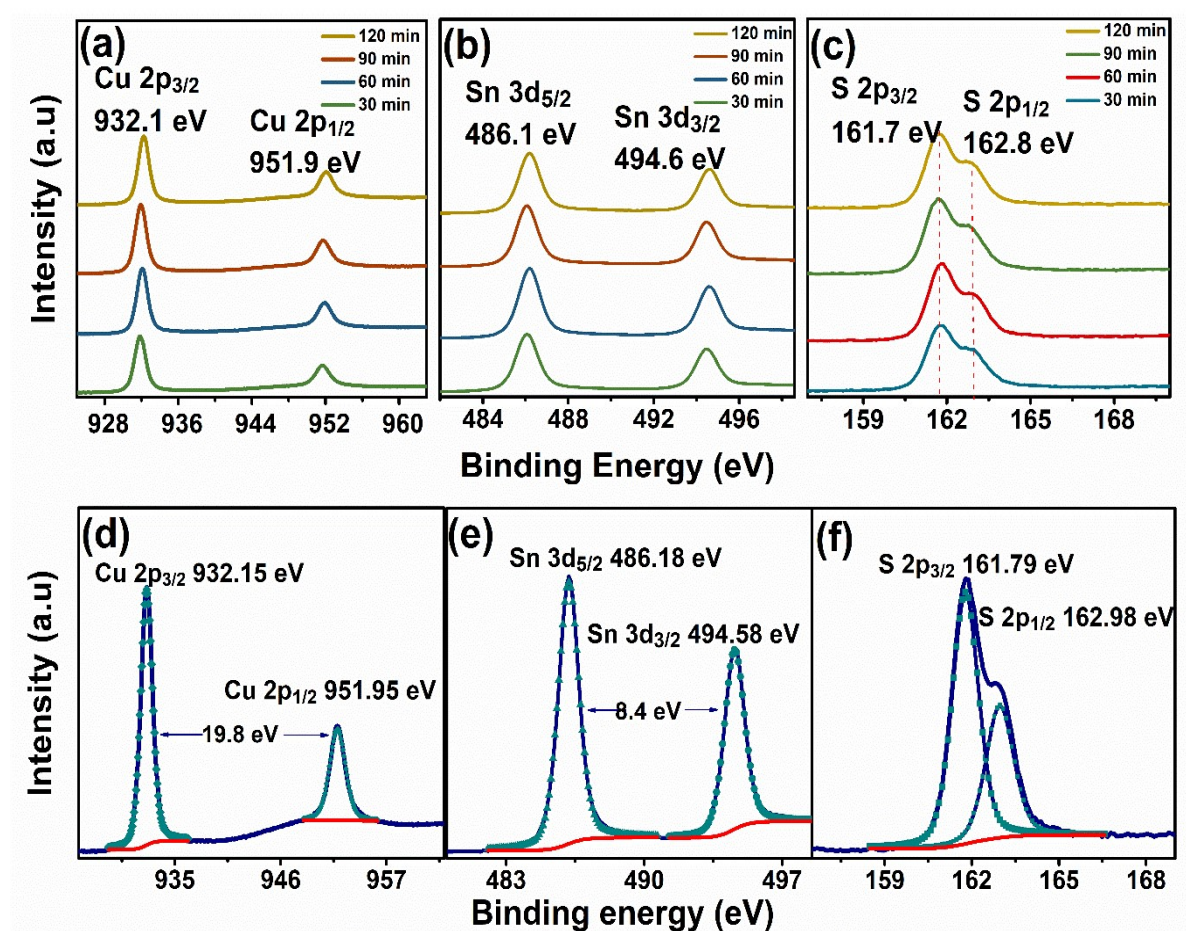 (a)
120 min
90 min
60 min
30 min
Cu 2p3/2
932.1 eV
Cu 2p1/2
951.9 eV
928 936 944 952 960
(b)
120 min
90 min
60 min
30 min
Sn 3d5/2
486.1 eV
Sn 3d3/2
494.6 eV
484 488 492 496
(c)
120 min
90 min
60 min
30 min
S 2p3/2
161.7 eV
S 2p1/2
162.8 eV
159 162 165 168
Intensity (a.u)
Binding Energy (eV)
(d)
Cu 2p3/2 932.15 eV
Cu 2p1/2 951.95 eV
19.8 eV
935 946 957
(e)
Sn 3d5/2 486.18 eV
Sn 3d3/2 494.58 eV
8.4 eV
483 490 497
(f)
S 2p3/2 161.79 eV
S 2p1/2 162.98 eV
159 162 165 168
Intensity (a.u)
Binding energy (eV)